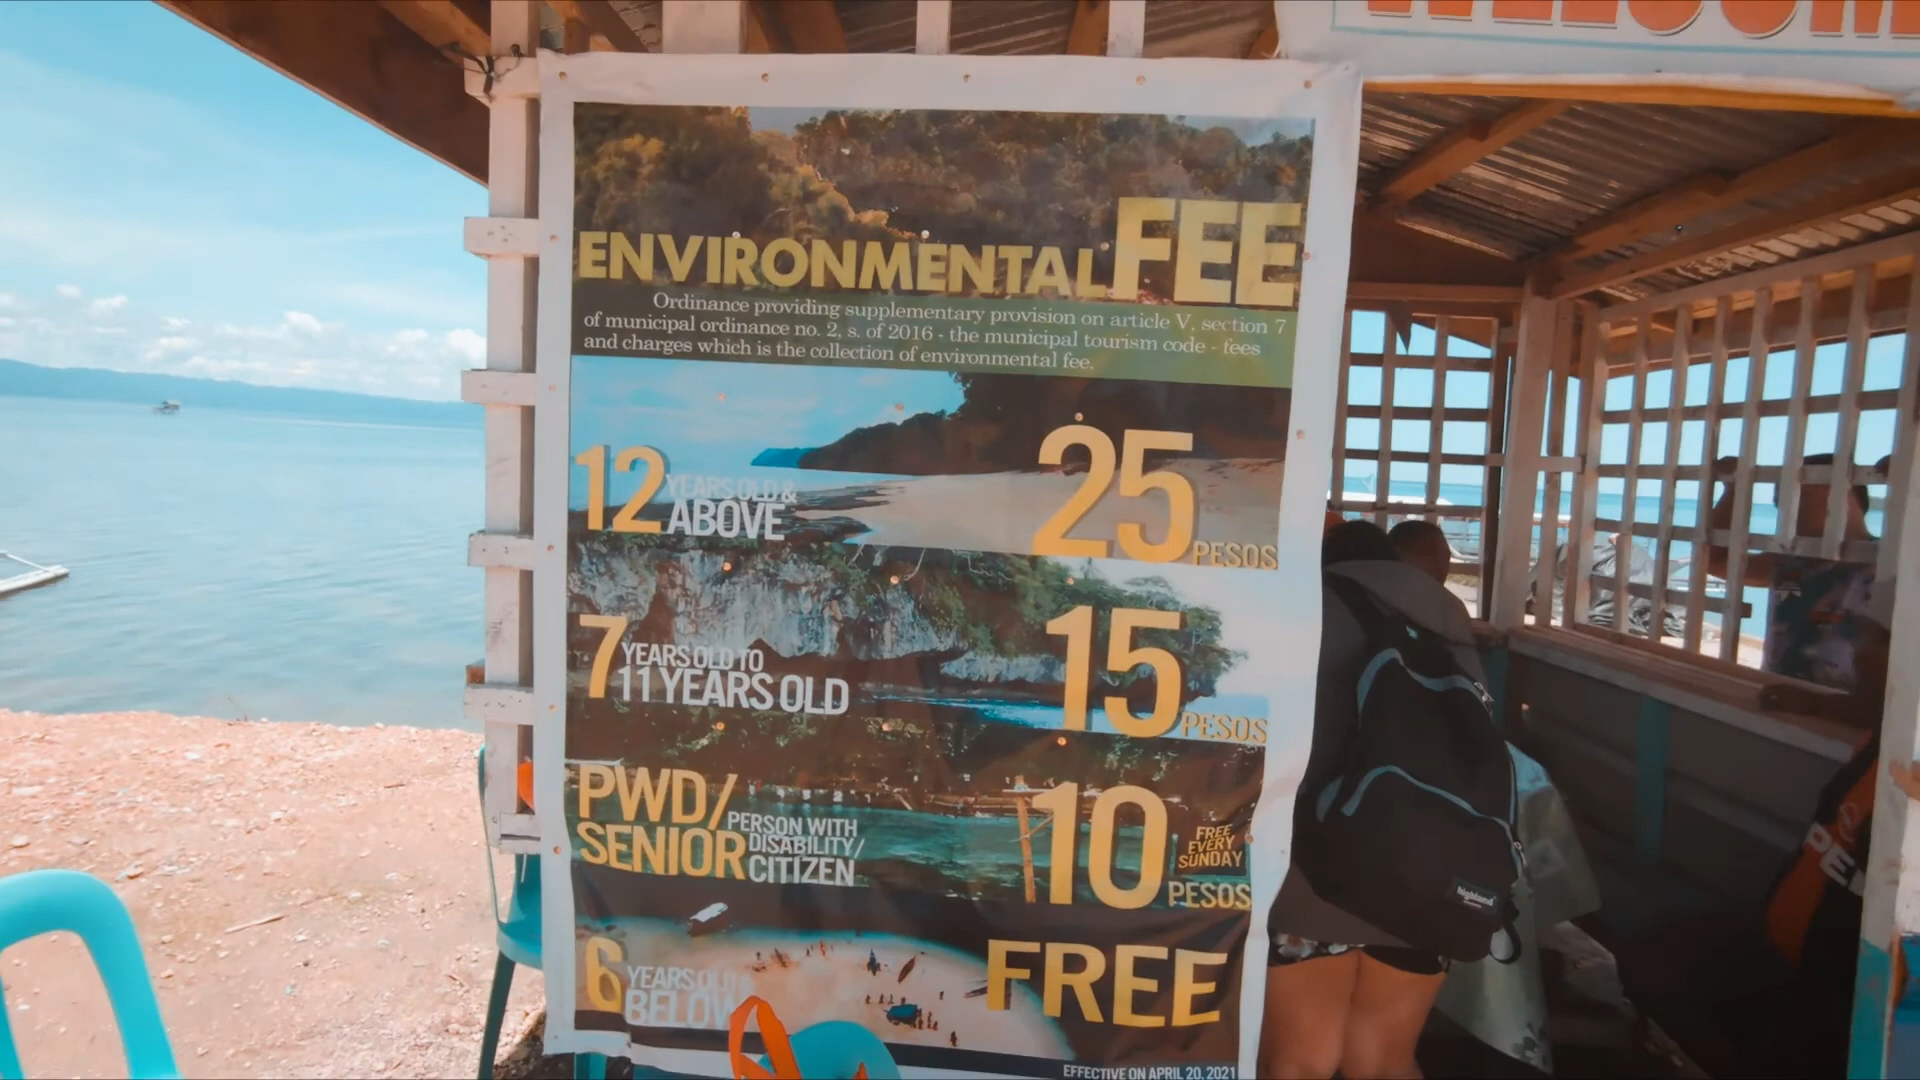 WELCOM
ENVIRONMENTAL FEE
Ordinance providing supplementary provision on article V, section 7
of municipal ordinance no. 2, s. of 2016 - the municipal tourism code - fees
and charges which is the collection of environmental fee.
12 YEARS OLD & ABOVE
25 PESOS
7 YEARS OLD TO 11 YEARS OLD
15 PESOS
PWD/ PERSON WITH DISABILITY/
SENIOR CITIZEN
10 PESOS
FREE
EVERY
SUNDAY
6 YEARS OLD & BELOW
FREE
EFFECTIVE ON APRIL 20, 2021
highland